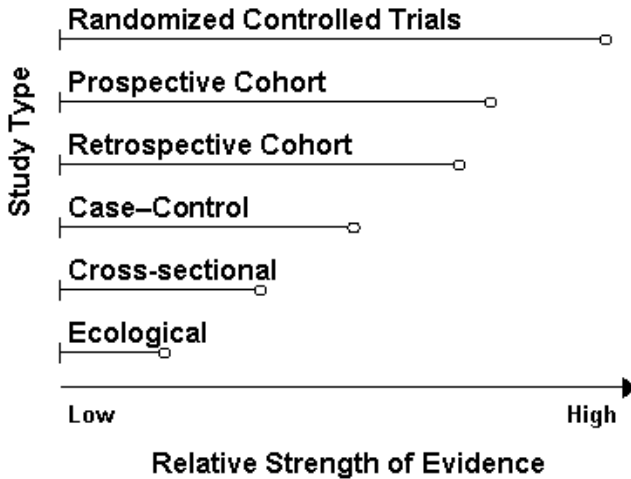 Randomized Controlled Trials
Prospective Cohort
Retrospective Cohort
Case–Control
Cross-sectional
Ecological
Study Type
Low High
Relative Strength of Evidence